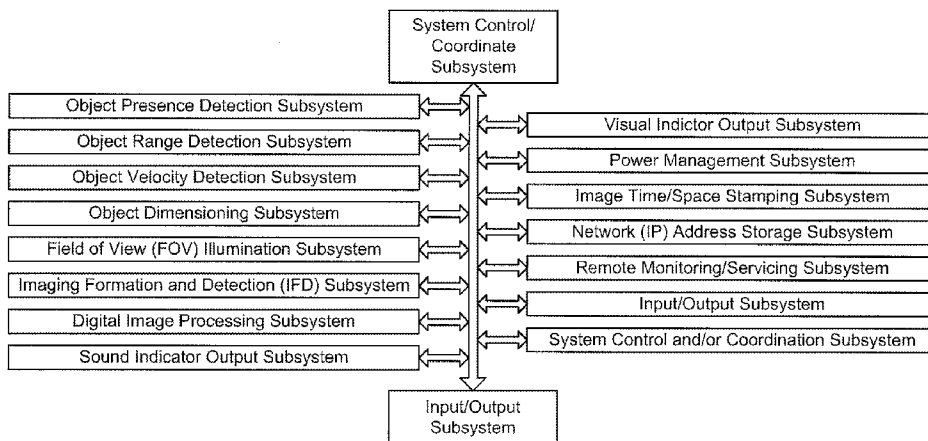 System Control/
Coordinate
Subsystem
Object Presence Detection Subsystem
Object Range Detection Subsystem
Object Velocity Detection Subsystem
Object Dimensioning Subsystem
Field of View (FOV) Illumination Subsystem
Imaging Formation and Detection (IFD) Subsystem
Digital Image Processing Subsystem
Sound Indicator Output Subsystem
Visual Indictor Output Subsystem
Power Management Subsystem
Image Time/Space Stamping Subsystem
Network (IP) Address Storage Subsystem
Remote Monitoring/Servicing Subsystem
Input/Output Subsystem
System Control and/or Coordination Subsystem
Input/Output
Subsystem